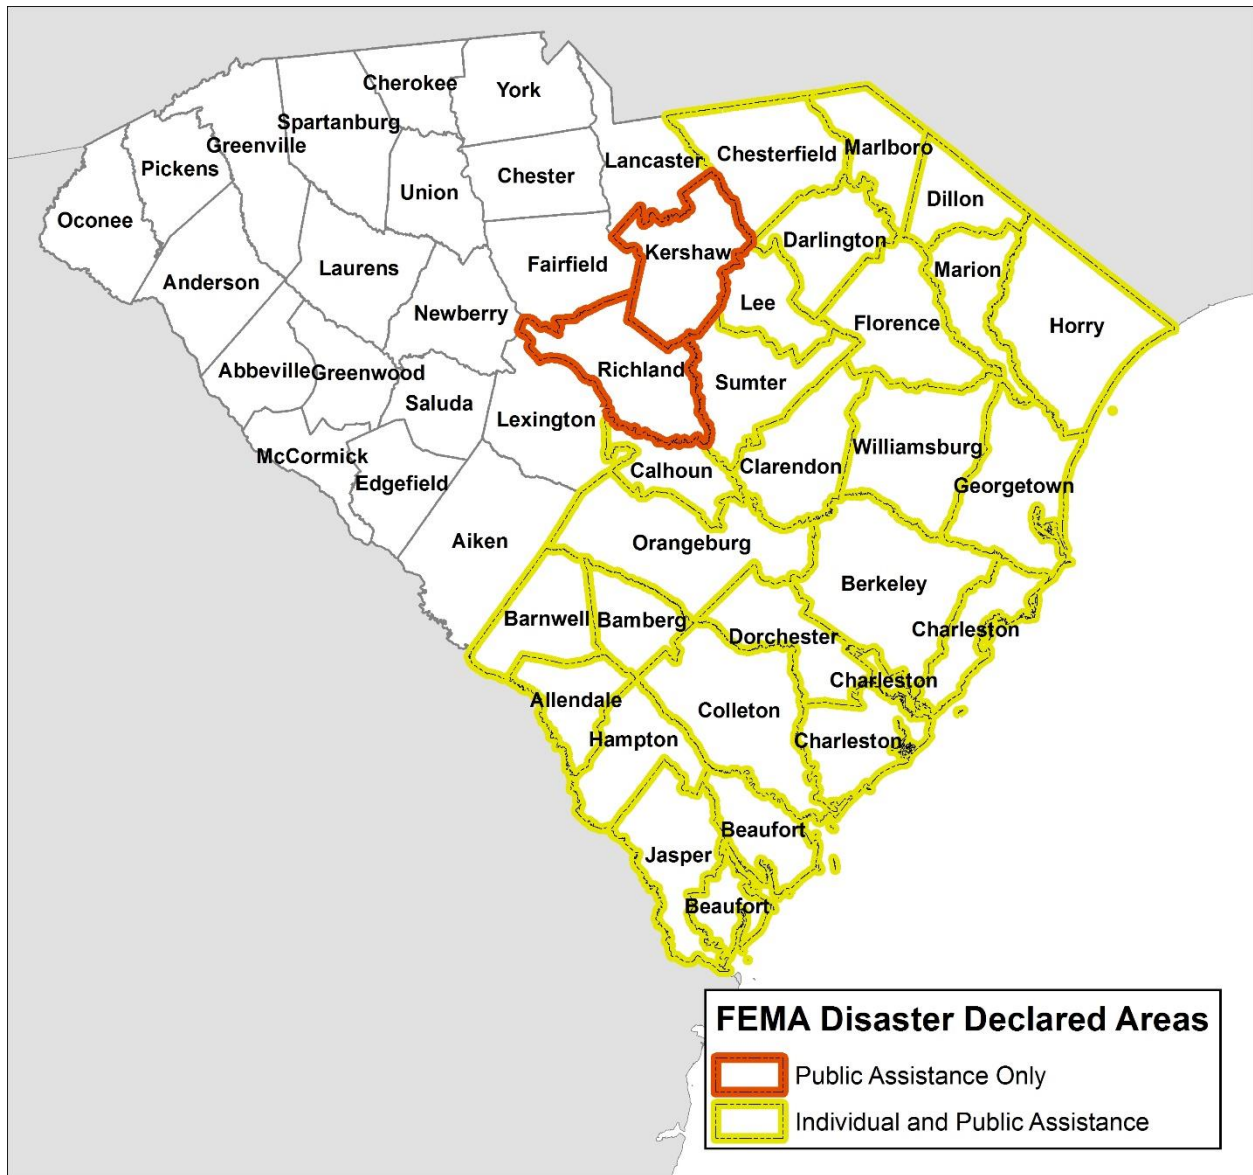 Cherokee
York
Spartanburg
Greenville
Pickens
Lancaster
Chesterfield
Marlboro
Chester
Union
Dillon
Oconee
Darlington
Kershaw
Fairfield
Laurens
Marion
Anderson
Lee
Newberry
Florence
Horry
Abbeville
Greenwood
Richland
Sumter
Saluda
Lexington
McCormick
Williamsburg
Clarendon
Calhoun
Edgefield
Georgetown
Aiken
Orangeburg
Berkeley
Barnwell
Bamberg
Dorchester
Charleston
Charleston
Allendale
Colleton
Hampton
Charleston
Beaufort
Jasper
Beaufort
FEMA Disaster Declared Areas
Public Assistance Only
Individual and Public Assistance